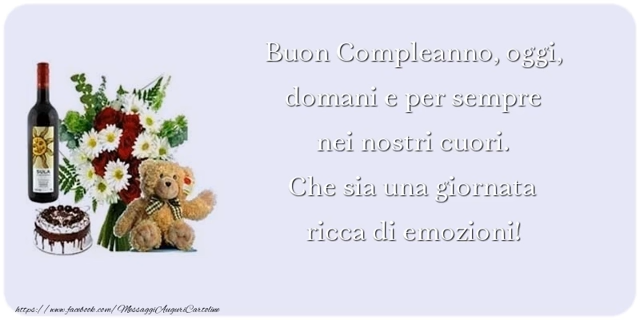 Buon Compleanno, oggi,
domani e per sempre
nei nostri cuori.
Che sia una giornata
ricca di emozioni!
https://www.facebook.com/MessaggiAuguriCartoline